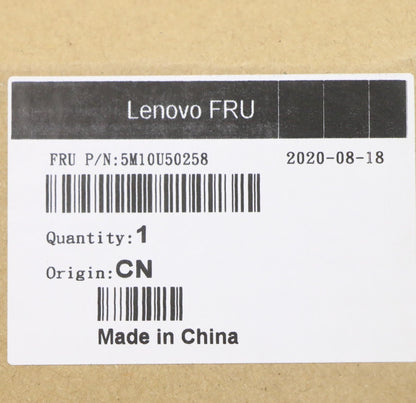 Lenovo FRU
FRU P/N:5M10U50258 2020-08-18
Quantity:1
Origin:CN
Made in China